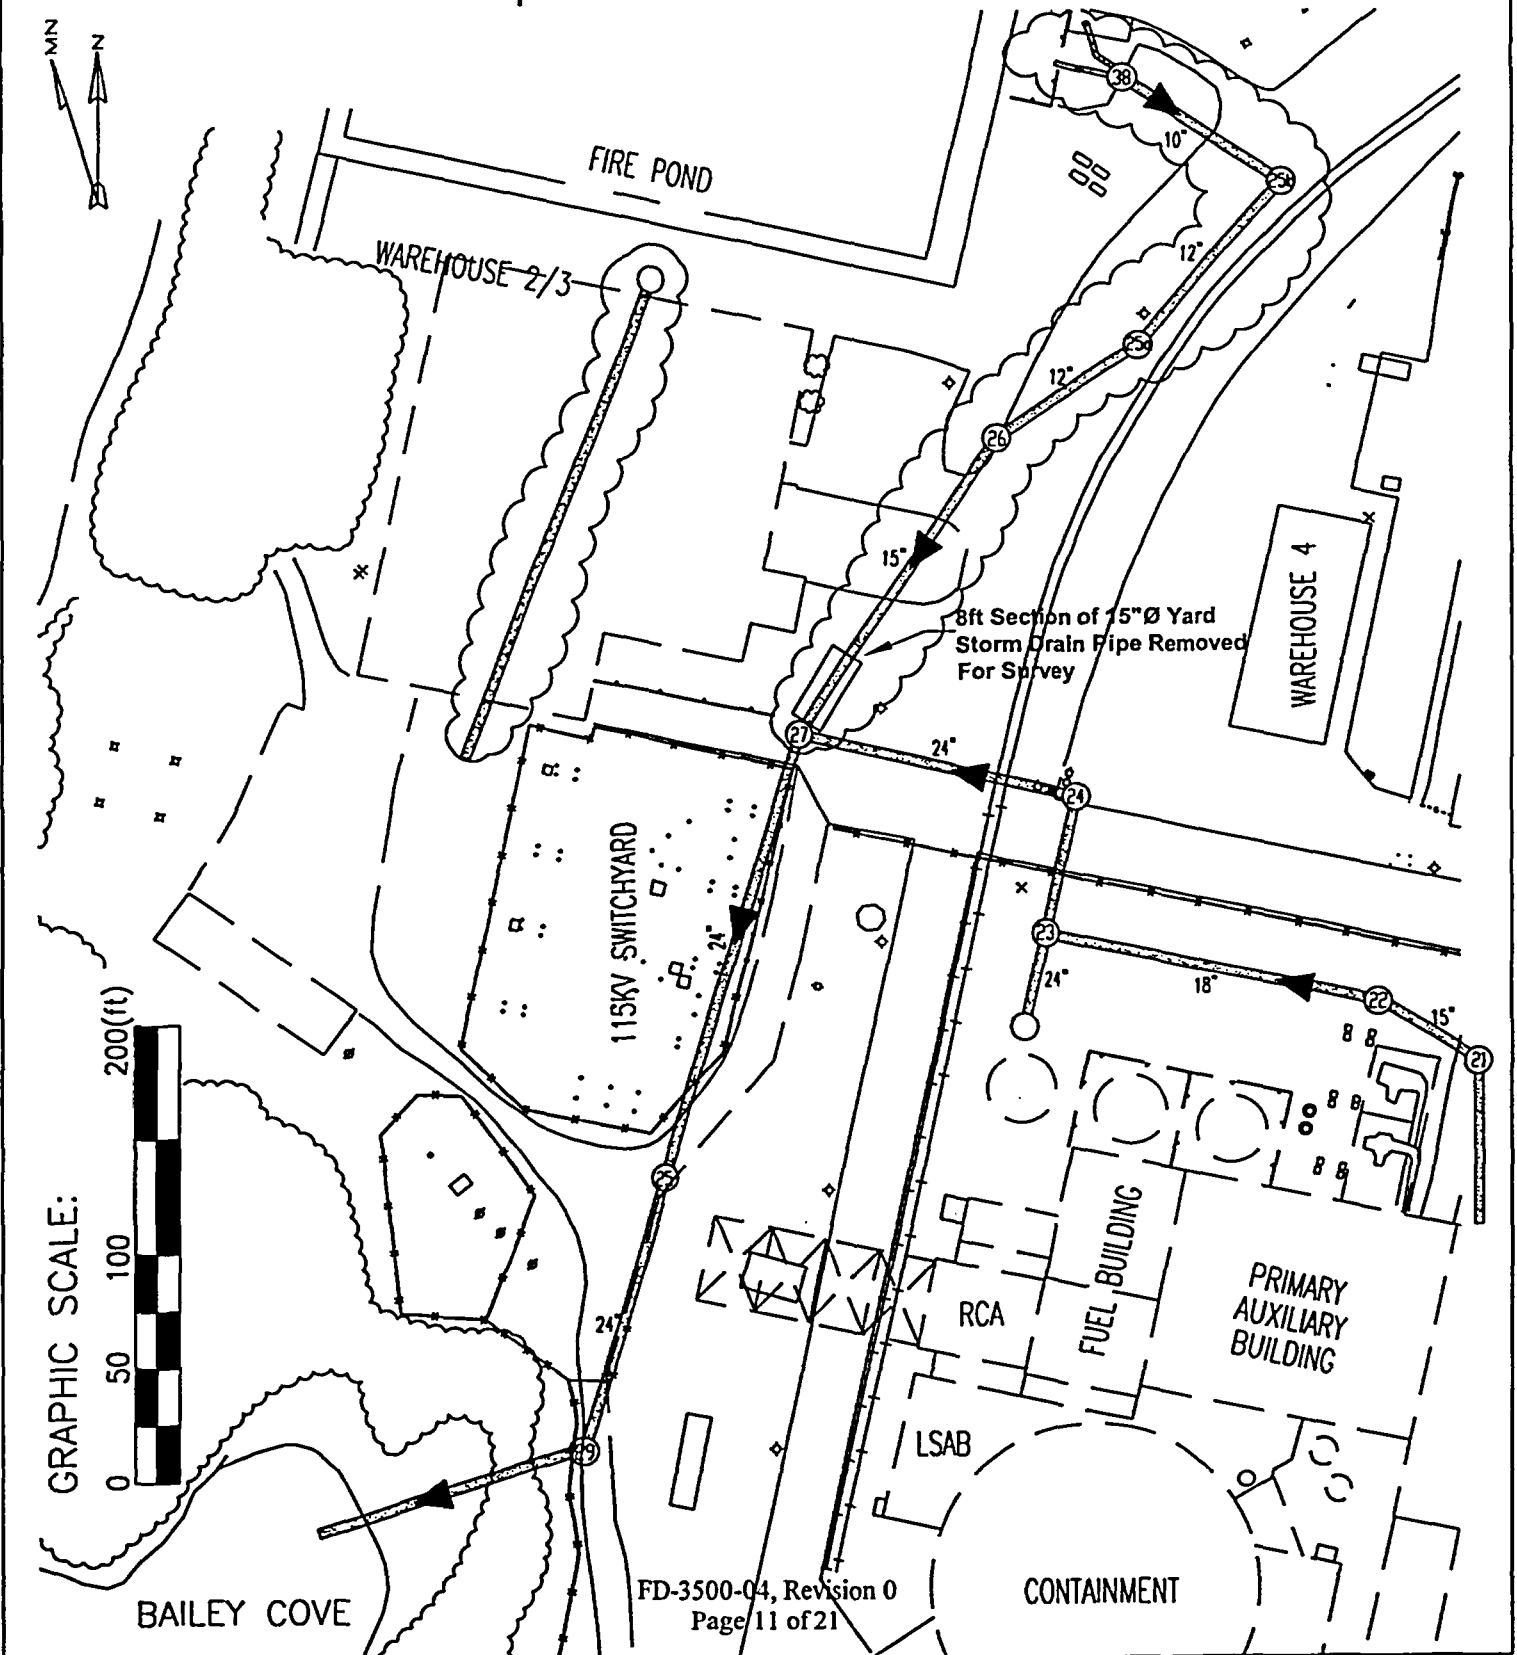 MN
N
38
10"
FIRE POND
25b
12"
WAREHOUSE 2/3
25a
12"
26
15"
8ft Section of 15"Ø Yard
Storm Drain Pipe Removed
For Survey
WAREHOUSE 4
27
24"
24
115KV SWITCHYARD
24"
23
24"
18"
22
15"
21
GRAPHIC SCALE:
0
50
100
200(ft)
25
24"
RCA
FUEL BUILDING
PRIMARY
AUXILIARY
BUILDING
LSAB
29
BAILEY COVE
CONTAINMENT
FD-3500-04, Revision 0
Page 11 of 21